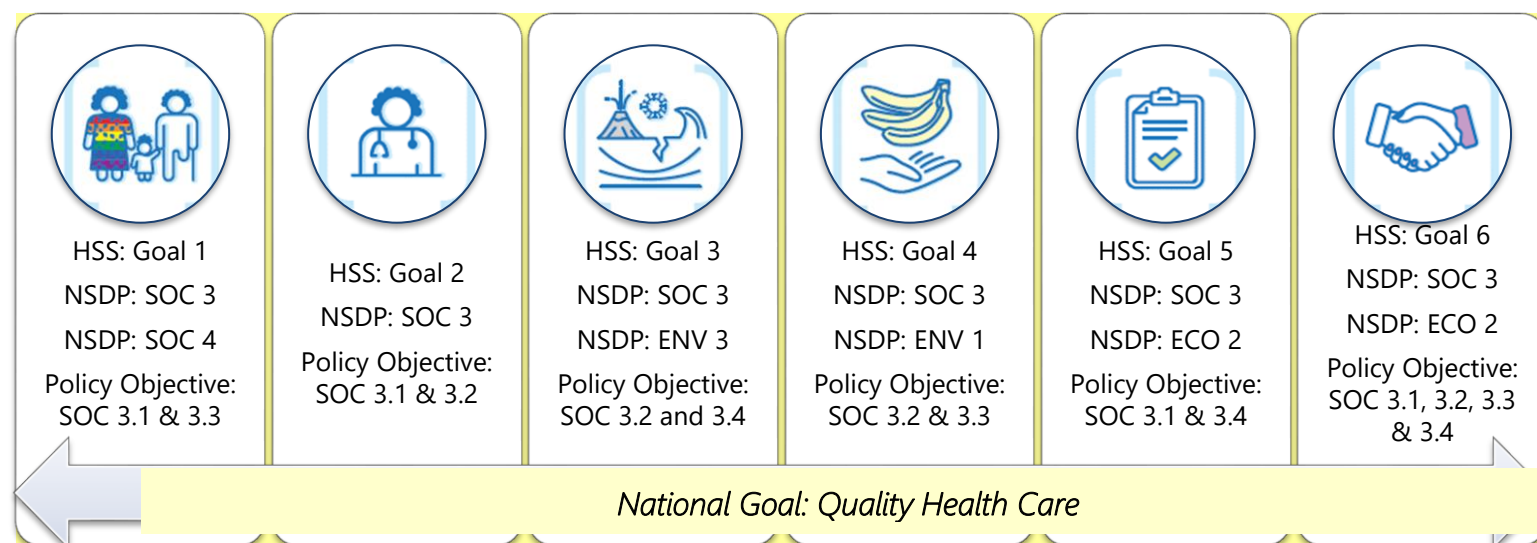 HSS: Goal 1
NSDP: SOC 3
NSDP: SOC 4
Policy Objective:
SOC 3.1 & 3.3
HSS: Goal 2
NSDP: SOC 3
Policy Objective:
SOC 3.1 & 3.2
HSS: Goal 3
NSDP: SOC 3
NSDP: ENV 3
Policy Objective:
SOC 3.2 and 3.4
HSS: Goal 4
NSDP: SOC 3
NSDP: ENV 1
Policy Objective:
SOC 3.2 & 3.3
HSS: Goal 5
NSDP: SOC 3
NSDP: ECO 2
Policy Objective:
SOC 3.1 & 3.4
HSS: Goal 6
NSDP: SOC 3
NSDP: ECO 2
Policy Objective:
SOC 3.1, 3.2, 3.3
& 3.4
National Goal: Quality Health Care